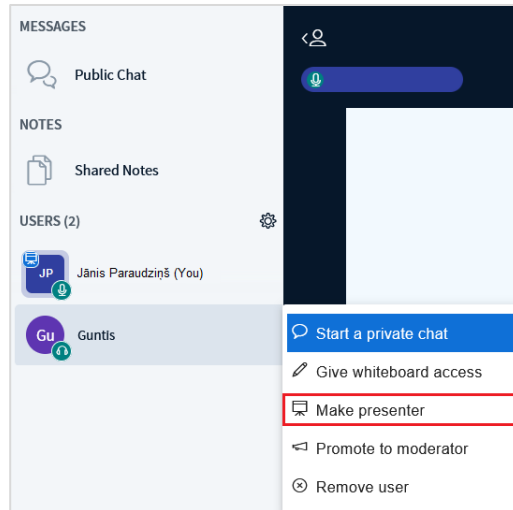 MESSAGES
Public Chat
NOTES
Shared Notes
USERS (2)
JP
Jānis Paraudziņš (You)
Gu
Guntis
Start a private chat
Give whiteboard access
Make presenter
Promote to moderator
Remove user